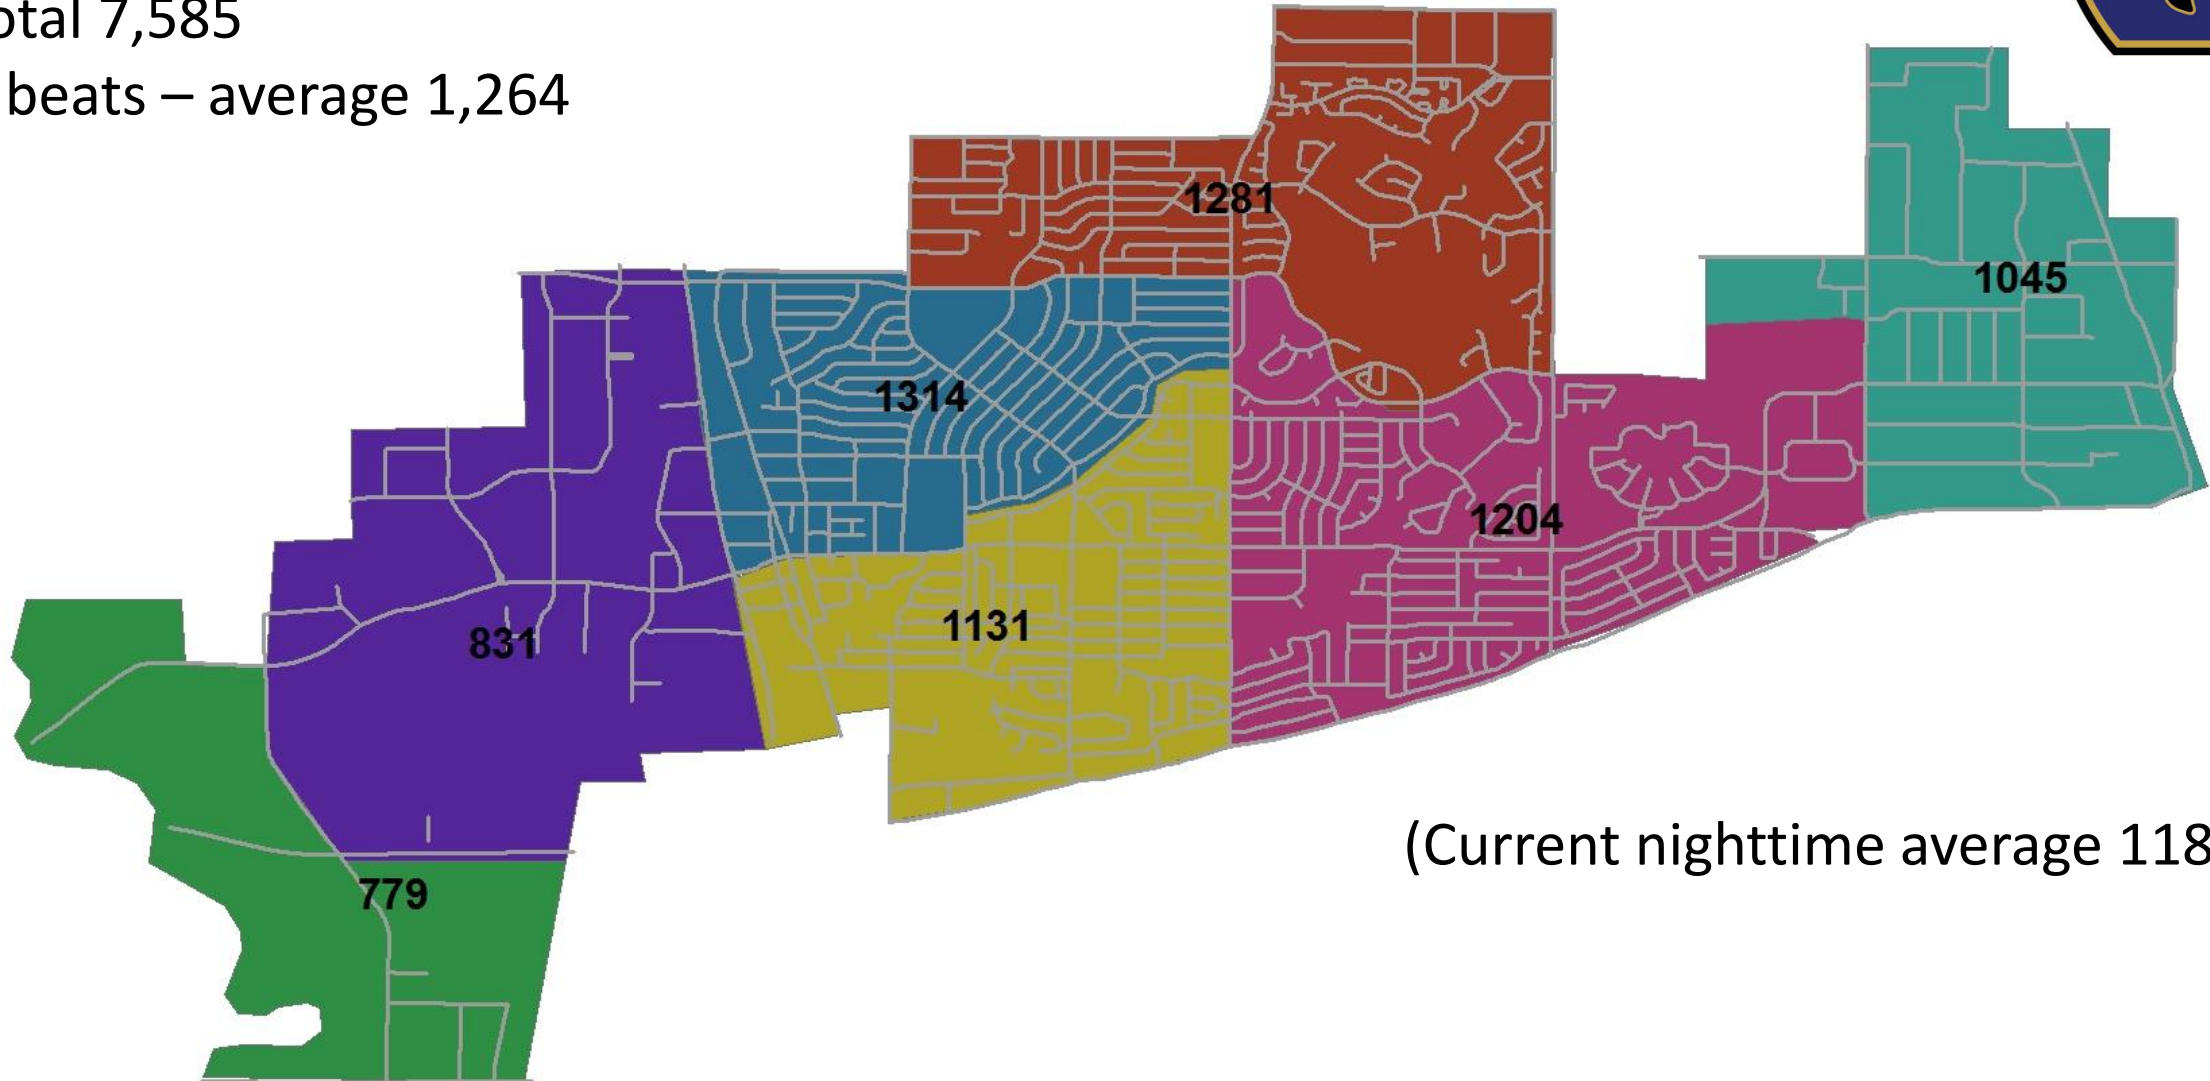 otal 7,585
beats – average 1,264
1281
1045
1314
1204
1131
831
779
(Current nighttime average 118